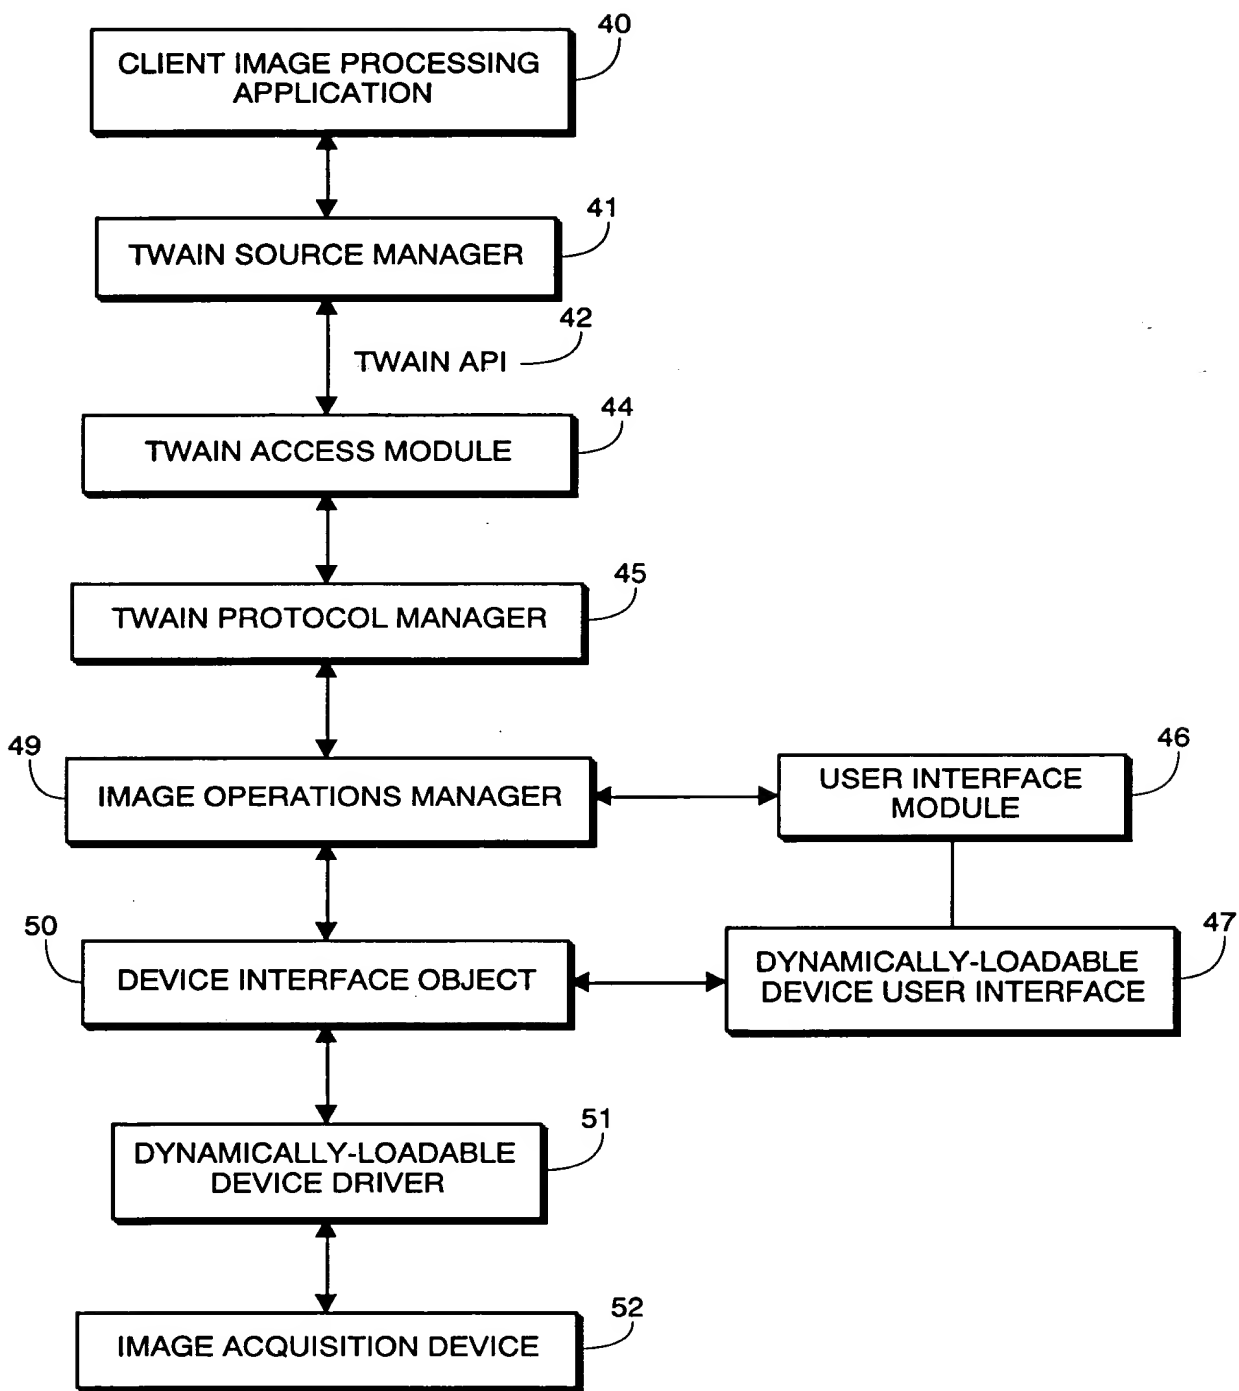 40
CLIENT IMAGE PROCESSING
APPLICATION
41
TWAIN SOURCE MANAGER
42
TWAIN API
44
TWAIN ACCESS MODULE
45
TWAIN PROTOCOL MANAGER
49
IMAGE OPERATIONS MANAGER
46
USER INTERFACE
MODULE
50
DEVICE INTERFACE OBJECT
47
DYNAMICALLY-LOADABLE
DEVICE USER INTERFACE
51
DYNAMICALLY-LOADABLE
DEVICE DRIVER
52
IMAGE ACQUISITION DEVICE